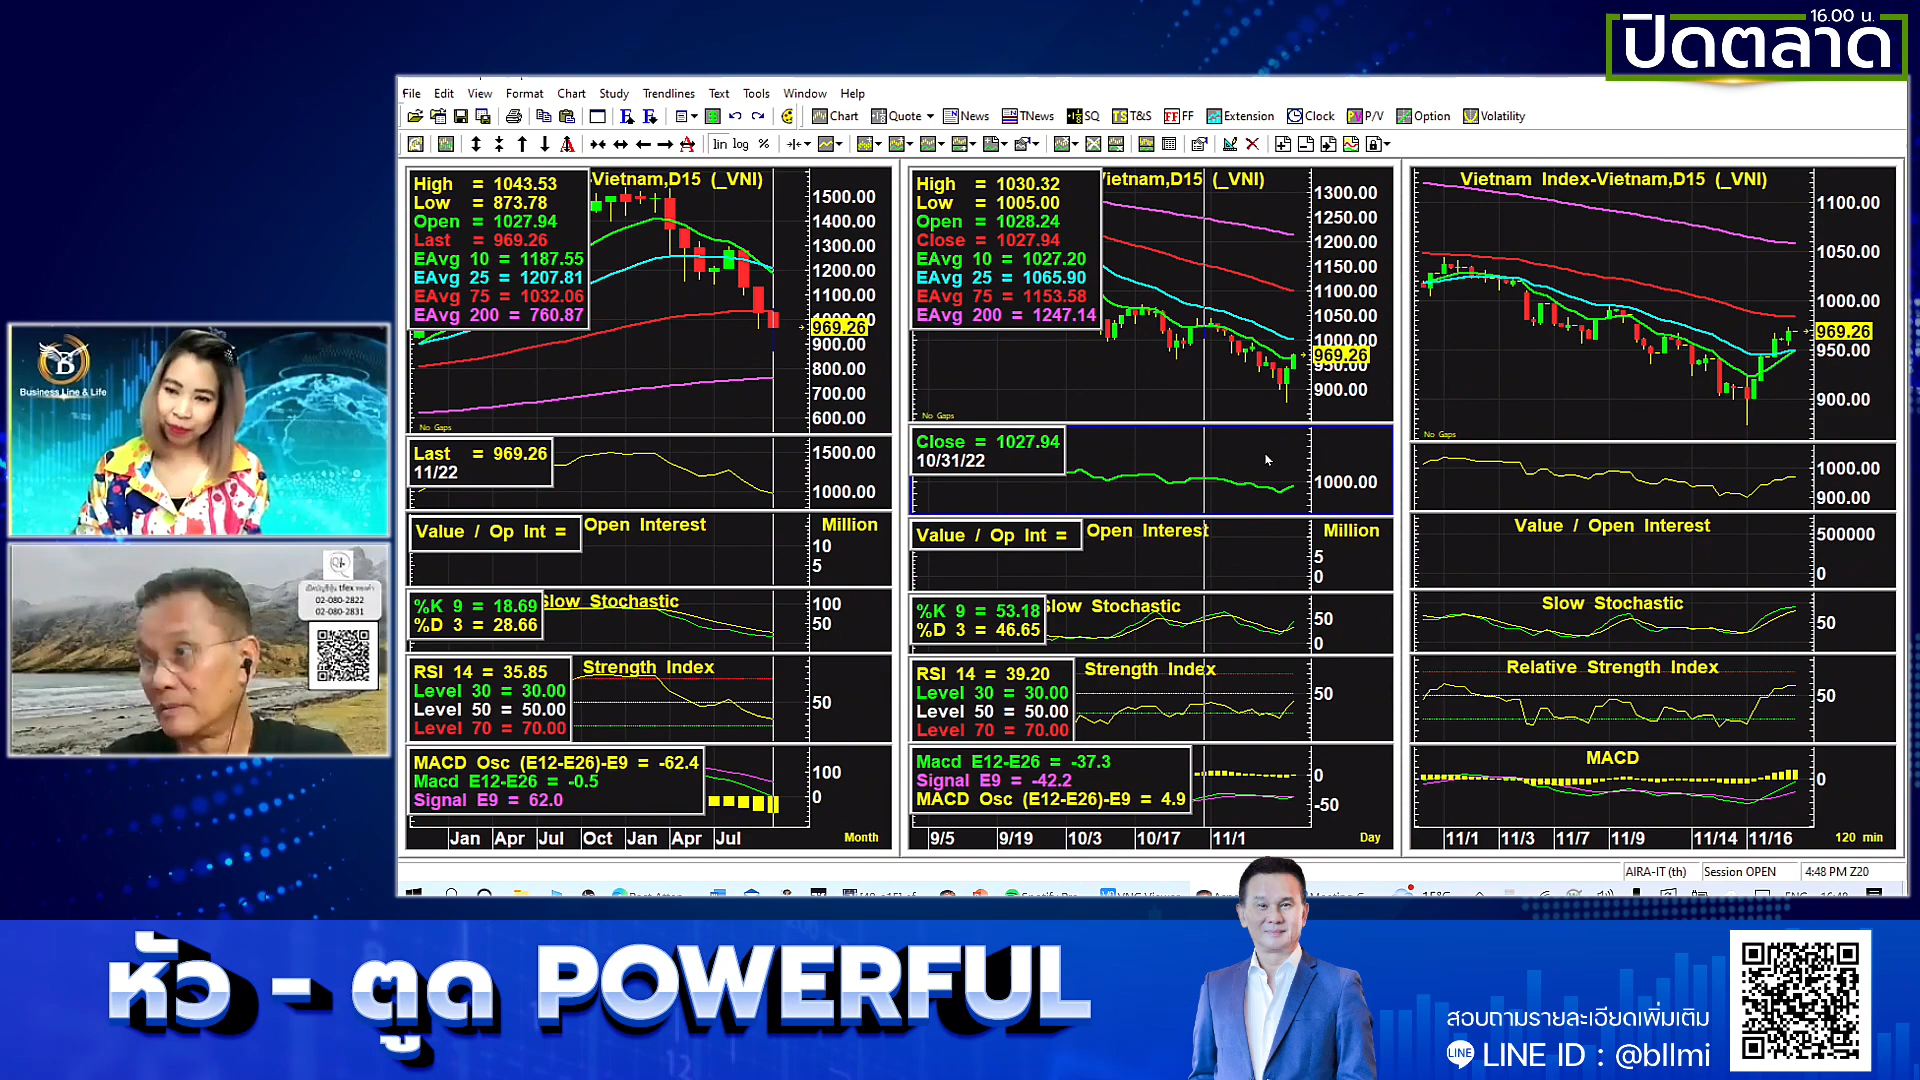 16.00 น.
ปิดตลาด
File Edit View Format Chart Study Trendlines Text Tools Window Help
Chart Quote News TNews SQ T&S FF Extension Clock P/V Option Volatility
lin log %
High = 1043.53
Low = 873.78
Open = 1027.94
Last = 969.26
EAvg 10 = 1187.55
EAvg 25 = 1207.81
EAvg 75 = 1032.06
EAvg 200 = 760.87
Vietnam,D15 (_VNI)
1500.00
1400.00
1300.00
1200.00
1100.00
969.26
900.00
800.00
700.00
600.00
No Gaps
Last = 969.26
11/22
1500.00
1000.00
Value / Op Int =
Open Interest
Million
10
5
%K 9 = 18.69
%D 3 = 28.66
Slow Stochastic
100
50
RSI 14 = 35.85
Level 30 = 30.00
Level 50 = 50.00
Level 70 = 70.00
Strength Index
50
MACD Osc (E12-E26)-E9 = -62.4
Macd E12-E26 = -0.5
Signal E9 = 62.0
100
0
Jan Apr Jul Oct Jan Apr Jul
Month
High = 1030.32
Low = 1005.00
Open = 1028.24
Close = 1027.94
EAvg 10 = 1027.20
EAvg 25 = 1065.90
EAvg 75 = 1153.58
EAvg 200 = 1247.14
Vietnam,D15 (_VNI)
1300.00
1250.00
1200.00
1150.00
1100.00
1050.00
1000.00
969.26
950.00
900.00
No Gaps
Close = 1027.94
10/31/22
1000.00
Value / Op Int =
Open Interest
Million
5
0
%K 9 = 53.18
%D 3 = 46.65
Slow Stochastic
50
0
RSI 14 = 39.20
Level 30 = 30.00
Level 50 = 50.00
Level 70 = 70.00
Strength Index
50
Macd E12-E26 = -37.3
Signal E9 = -42.2
MACD Osc (E12-E26)-E9 = 4.9
0
-50
9/5 9/19 10/3 10/17 11/1
Day
Vietnam Index-Vietnam,D15 (_VNI)
1100.00
1050.00
1000.00
969.26
950.00
900.00
No Gaps
1000.00
900.00
Value / Open Interest
500000
0
Slow Stochastic
50
Relative Strength Index
50
MACD
0
11/1 11/3 11/7 11/9 11/14 11/16
120 min
AIRA-IT (th) Session OPEN 4:48 PM Z20
B
Business Line & Life
02-080-2822
02-080-2831
หัว - ตูด POWERFUL
สอบถามรายละเอียดเพิ่มเติม
LINE LINE ID : @bllmi